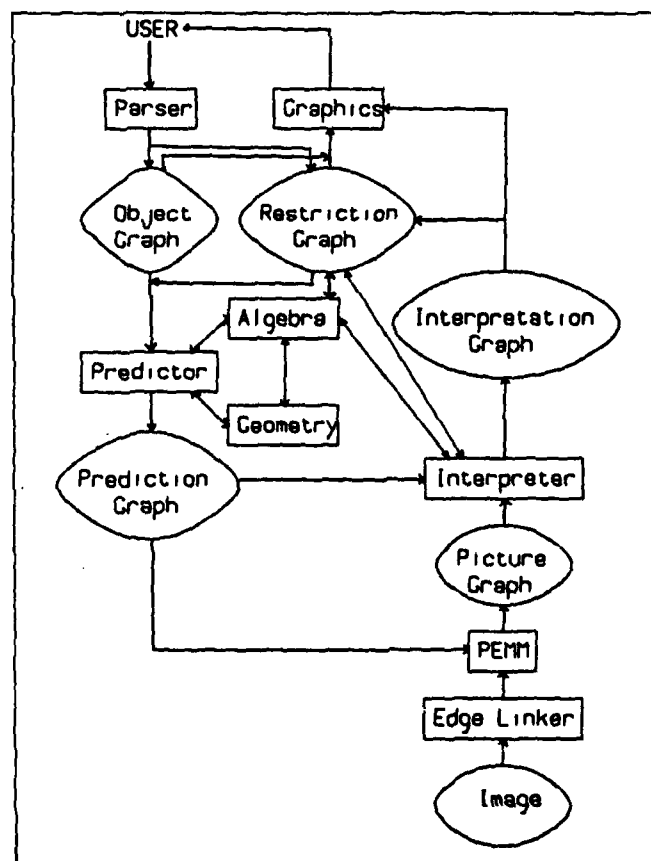 USER
Parser
Graphics
Object
Graph
Restriction
Graph
Algebra
Interpretation
Graph
Predictor
Geometry
Prediction
Graph
Interpreter
Picture
Graph
PEMM
Edge Linker
Image